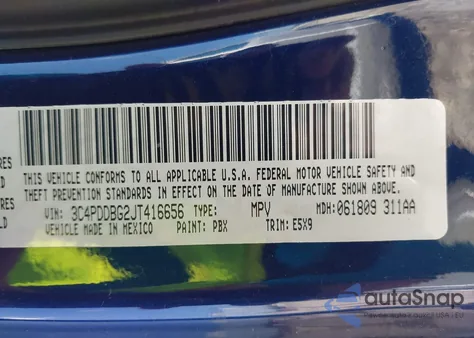 RES
D
RES
THIS VEHICLE CONFORMS TO ALL APPLICABLE U.S.A. FEDERAL MOTOR VEHICLE SAFETY AND
THEFT PREVENTION STANDARDS IN EFFECT ON THE DATE OF MANUFACTURE SHOWN ABOVE.
VIN: 3C4PDDBG2JT416656 TYPE: MPV MDH: 061809 311AA
VEHICLE MADE IN MEXICO PAINT: PBX TRIM: E5X9
autoSnap